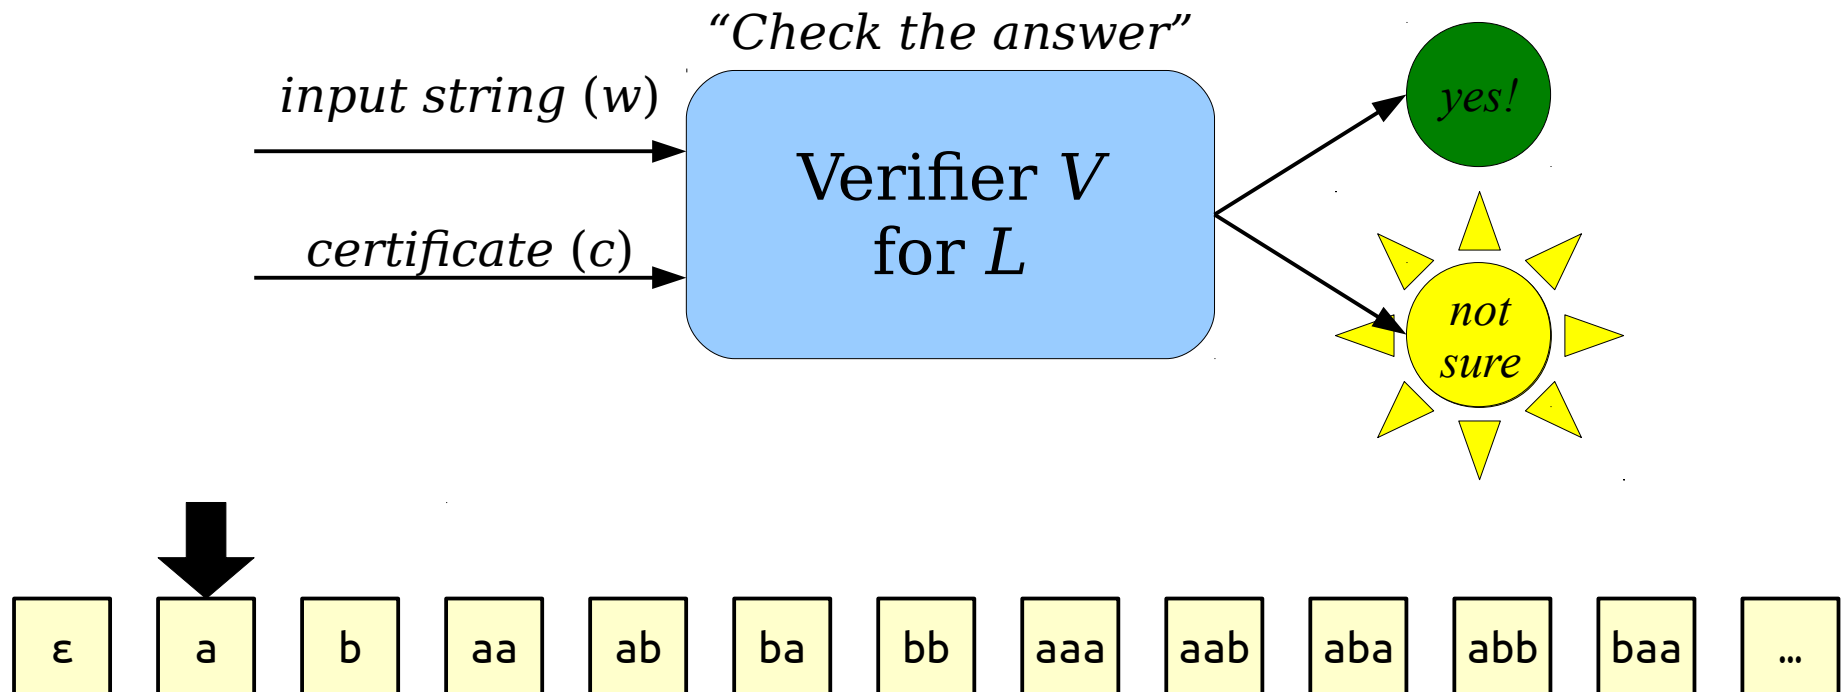 “Check the answer”
input string (w)
certificate (c)
Verifier V
for L
yes!
not
sure
ε a b aa ab ba bb aaa aab aba abb baa …